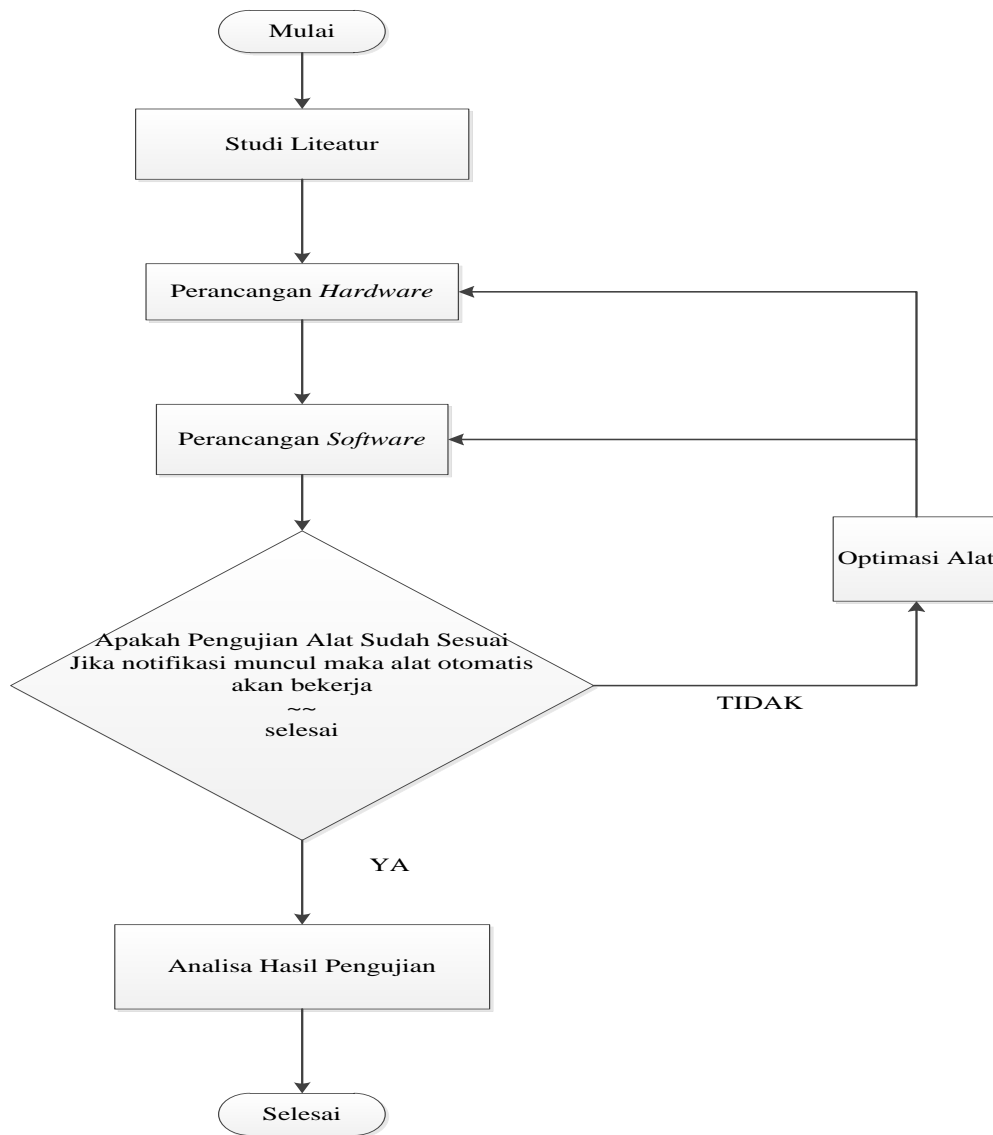 Mulai
Studi Liteatur
Perancangan Hardware
Perancangan Software
Optimasi Alat
Apakah Pengujian Alat Sudah Sesuai
Jika notifikasi muncul maka alat otomatis
akan bekerja
~~
selesai
TIDAK
YA
Analisa Hasil Pengujian
Selesai